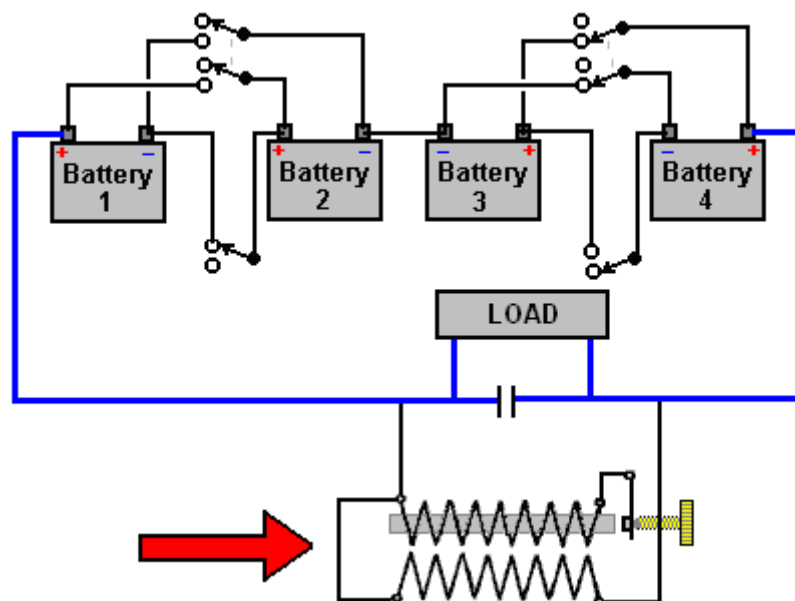 + –
Battery
1
+ –
Battery
2
– +
Battery
3
– +
Battery
4
LOAD